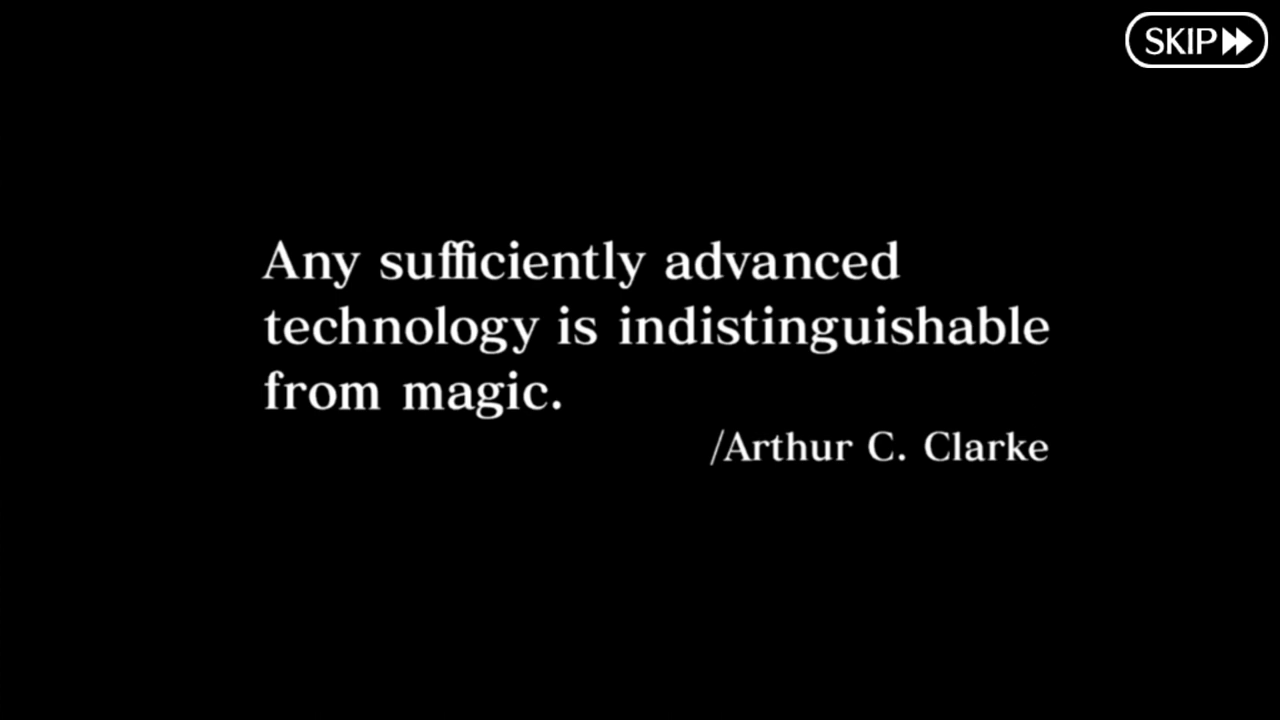 SKIP
Any sufficiently advanced
technology is indistinguishable
from magic.
/Arthur C. Clarke